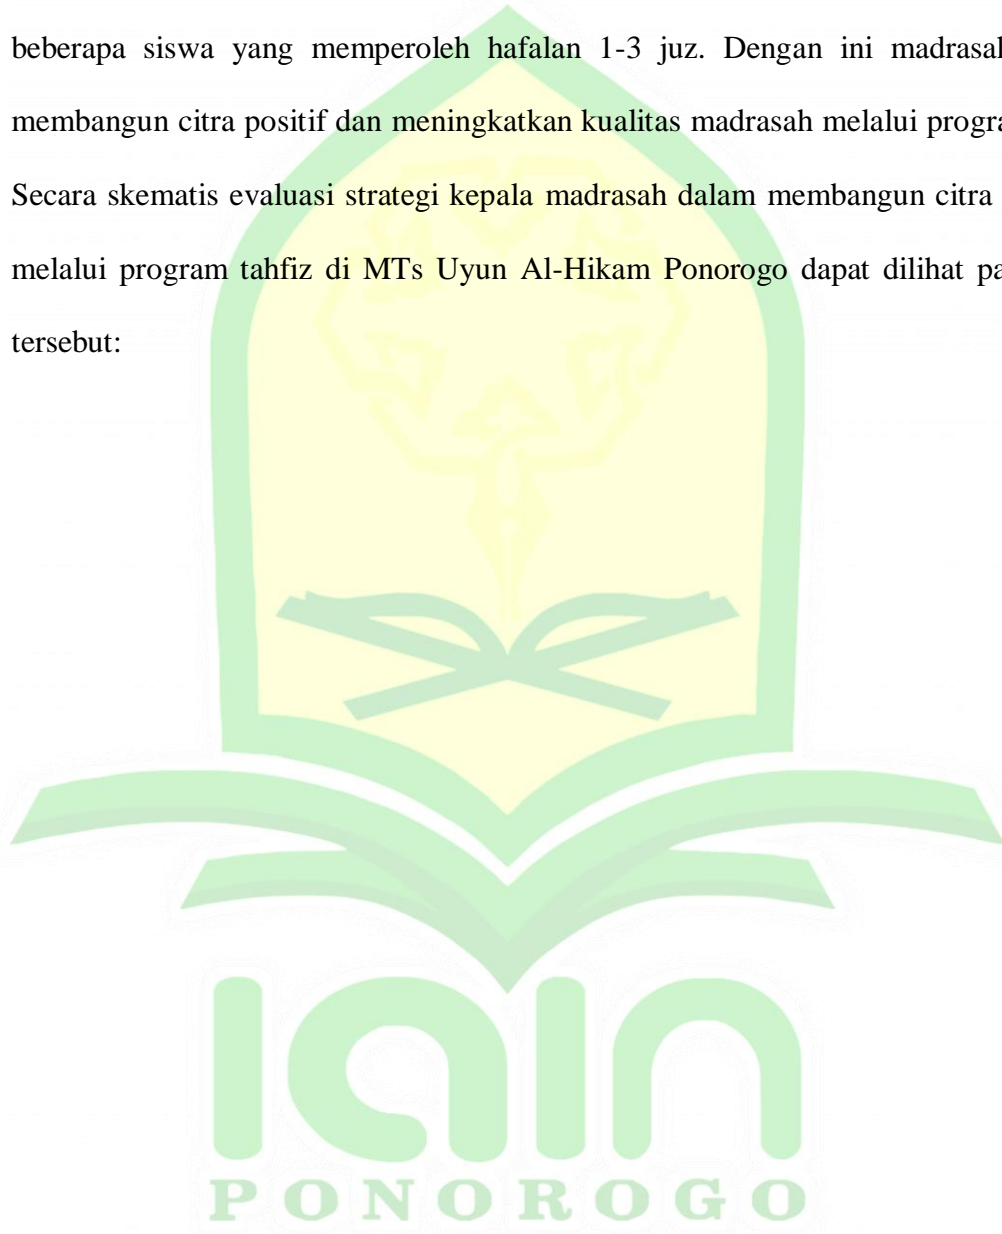 beberapa siswa yang memperoleh hafalan 1-3 juz. Dengan ini madrasah
membangun citra positif dan meningkatkan kualitas madrasah melalui progra
Secara skematis evaluasi strategi kepala madrasah dalam membangun citra
melalui program tahfiz di MTs Uyun Al-Hikam Ponorogo dapat dilihat pa
tersebut:
iain
PONOROGO